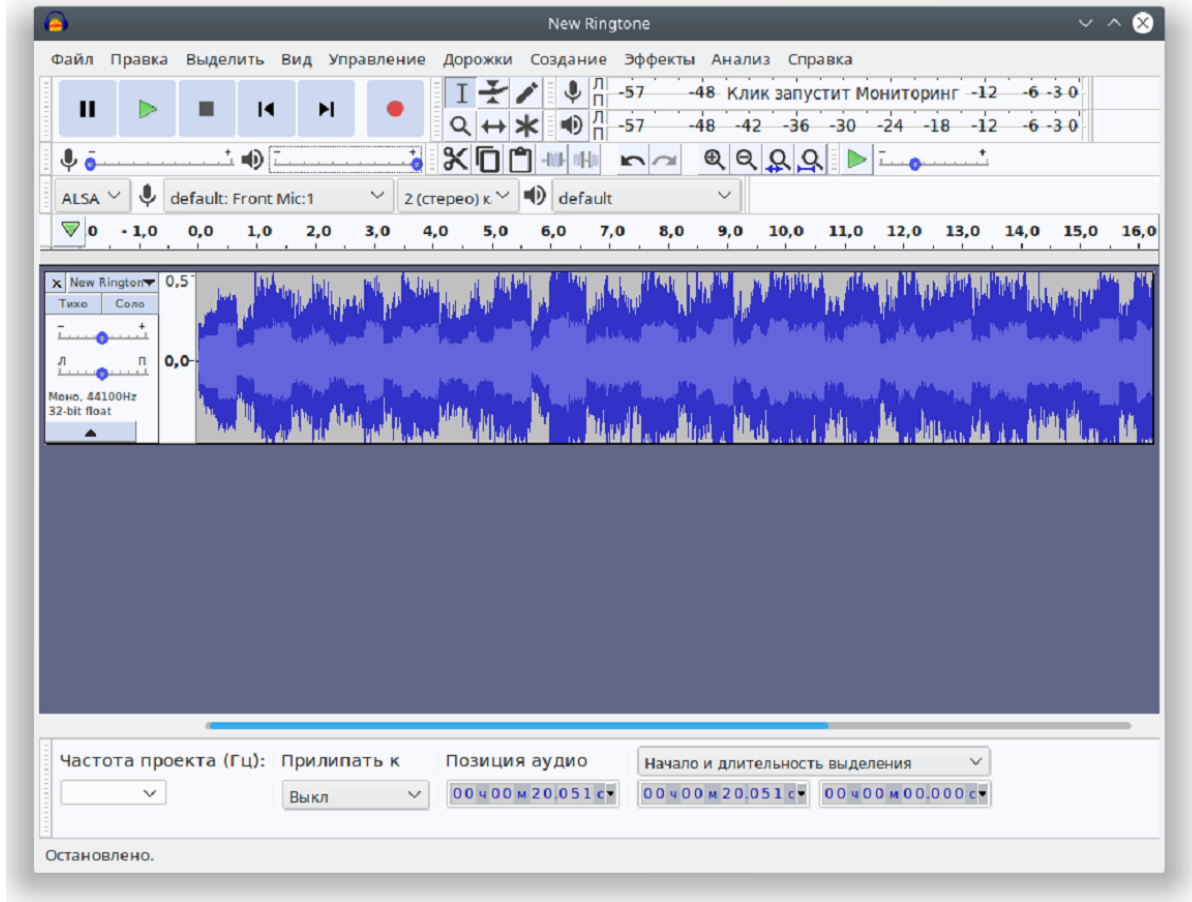 New Ringtone
Файл Правка Выделить Вид Управление Дорожки Создание Эффекты Анализ Справка
Л П -57 -48 Клик запустит Мониторинг -12 -6 -3 0
Л П -57 -48 -42 -36 -30 -24 -18 -12 -6 -3 0
- + - + - +
ALSA default: Front Mic:1 2 (стерео) к default
0 - 1,0 0,0 1,0 2,0 3,0 4,0 5,0 6,0 7,0 8,0 9,0 10,0 11,0 12,0 13,0 14,0 15,0 16,0
x New Rington 0,5
Тихо Соло
- +
Л П 0,0
Моно, 44100Hz
32-bit float
Частота проекта (Гц): Прилипать к Позиция аудио Начало и длительность выделения
Выкл 00 ч 00 м 20.051 с 00 ч 00 м 20.051 с 00 ч 00 м 00.000 с
Остановлено.